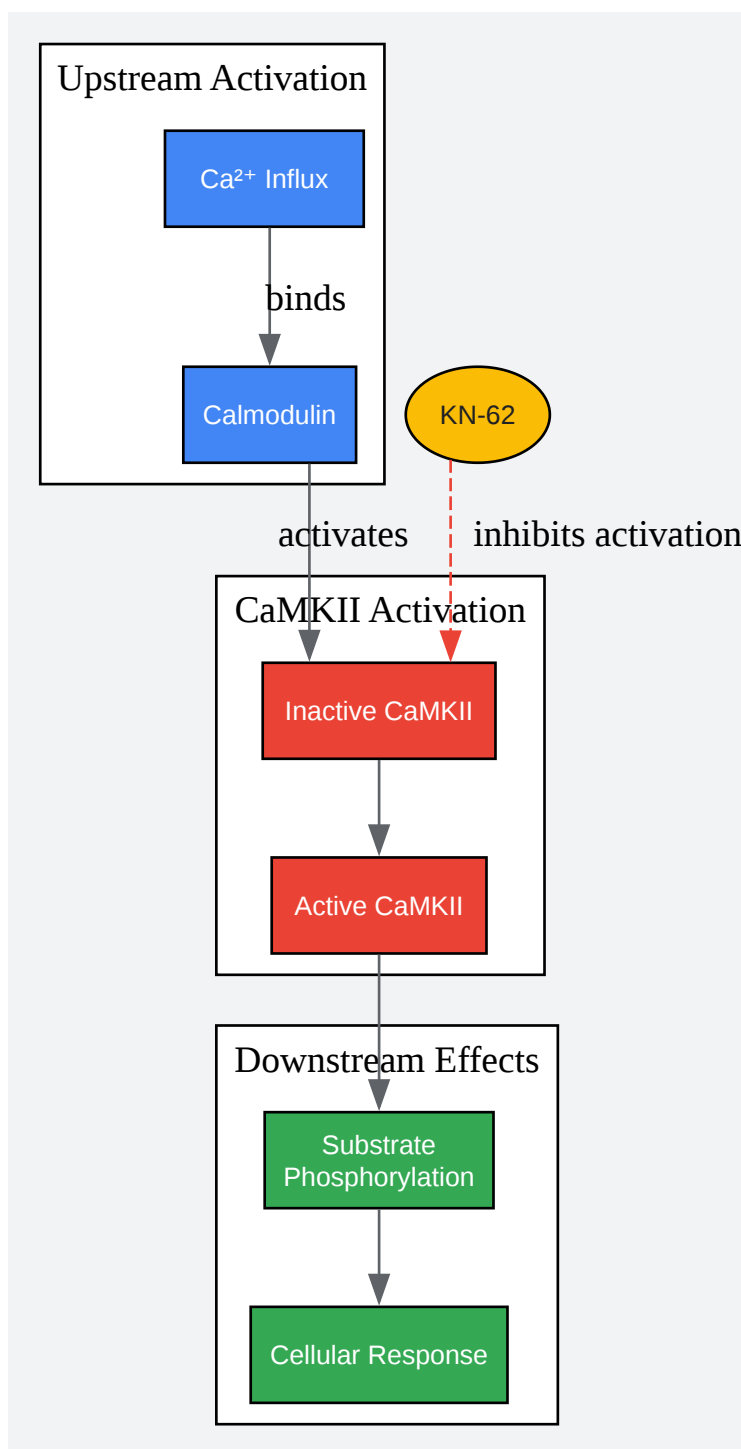 Upstream Activation
Ca²⁺ Influx
binds
Calmodulin
KN-62
activates
inhibits activation
CaMKII Activation
Inactive CaMKII
Active CaMKII
Downstream Effects
Substrate
Phosphorylation
Cellular Response